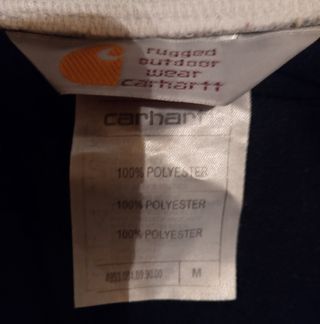 rugged
outdoor
wear
carhartt
carhartt
100% POLYESTER
100% POLYESTER
100% POLYESTER
M